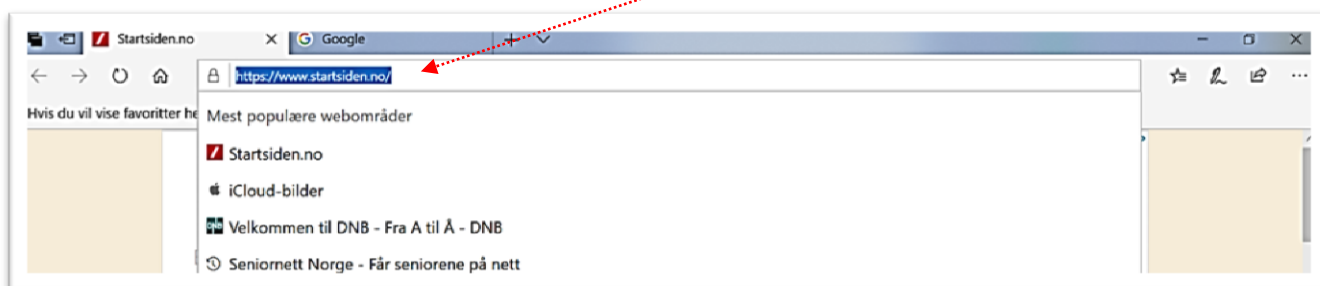 Startsiden.no
Google
https://www.startsiden.no/
Hvis du vil vise favoritter he
Mest populære webområder
Startsiden.no
iCloud-bilder
Velkommen til DNB - Fra A til Å - DNB
Seniornett Norge - Får seniorene på nett